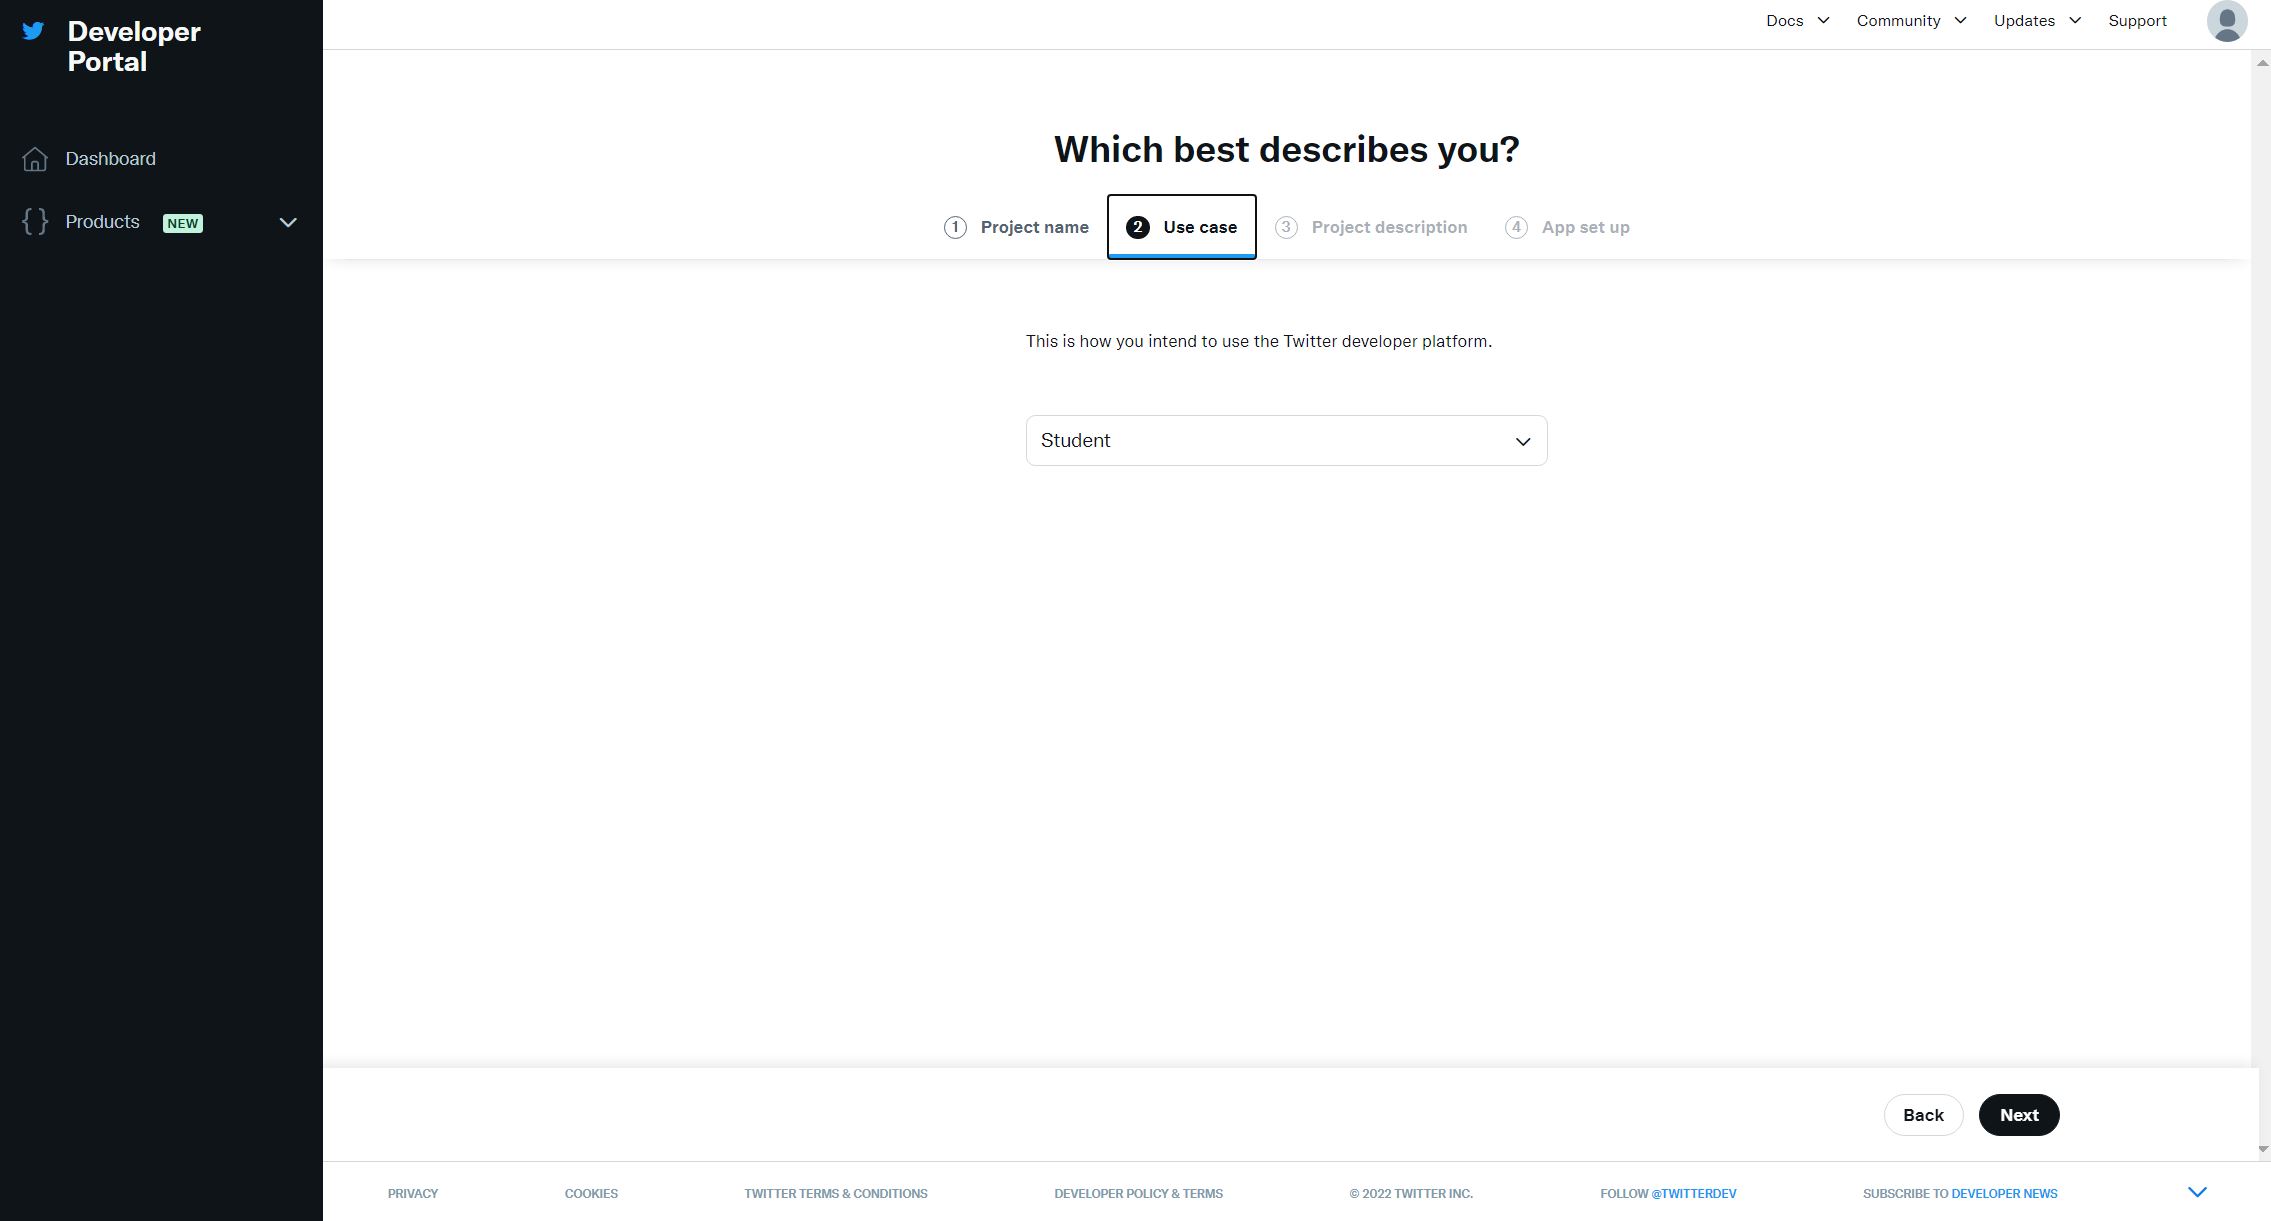 Developer
Portal
Dashboard
Products NEW
Docs Community Updates Support
Which best describes you?
1 Project name 2 Use case 3 Project description 4 App set up
This is how you intend to use the Twitter developer platform.
Student
Back Next
PRIVACY COOKIES TWITTER TERMS & CONDITIONS DEVELOPER POLICY & TERMS © 2022 TWITTER INC. FOLLOW @TWITTERDEV SUBSCRIBE TO DEVELOPER NEWS